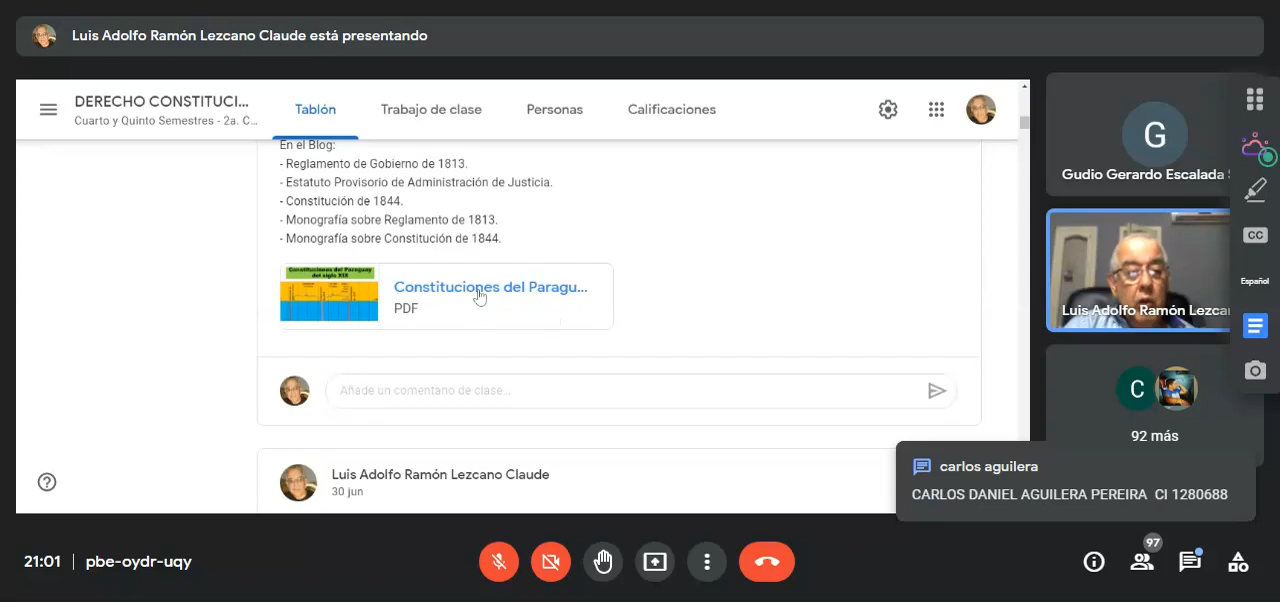 Luis Adolfo Ramón Lezcano Claude está presentando
DERECHO CONSTITUCI...
Cuarto y Quinto Semestres - 2a. C...
Tablón
Trabajo de clase
Personas
Calificaciones
En el Blog:
- Reglamento de Gobierno de 1813.
- Estatuto Provisorio de Administración de Justicia.
- Constitución de 1844.
- Monografía sobre Reglamento de 1813.
- Monografía sobre Constitución de 1844.
Constituciones del Paraguay
del siglo XIX
Constituciones del Paragu...
PDF
Añade un comentario de clase...
Luis Adolfo Ramón Lezcano Claude
30 jun
G
Gudio Gerardo Escalada
Luis Adolfo Ramón Lezca
C
92 más
CC
Español
carlos aguilera
CARLOS DANIEL AGUILERA PEREIRA CI 1280688
21:01 | pbe-oydr-uqy
97